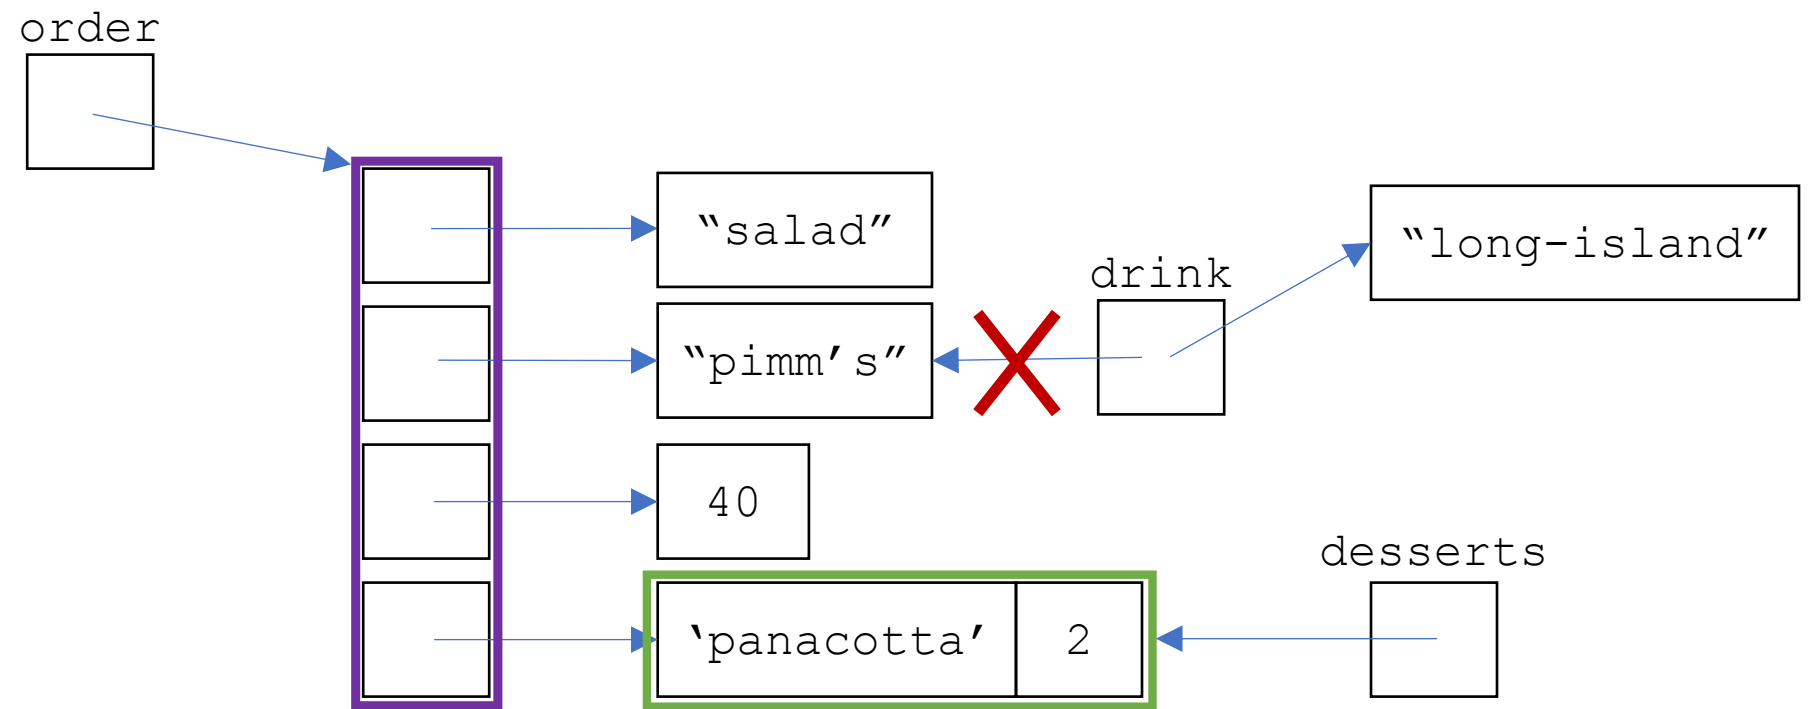 order
“salad”
“long-island”
drink
“pimm’s”
40
desserts
‘panacotta’ 2